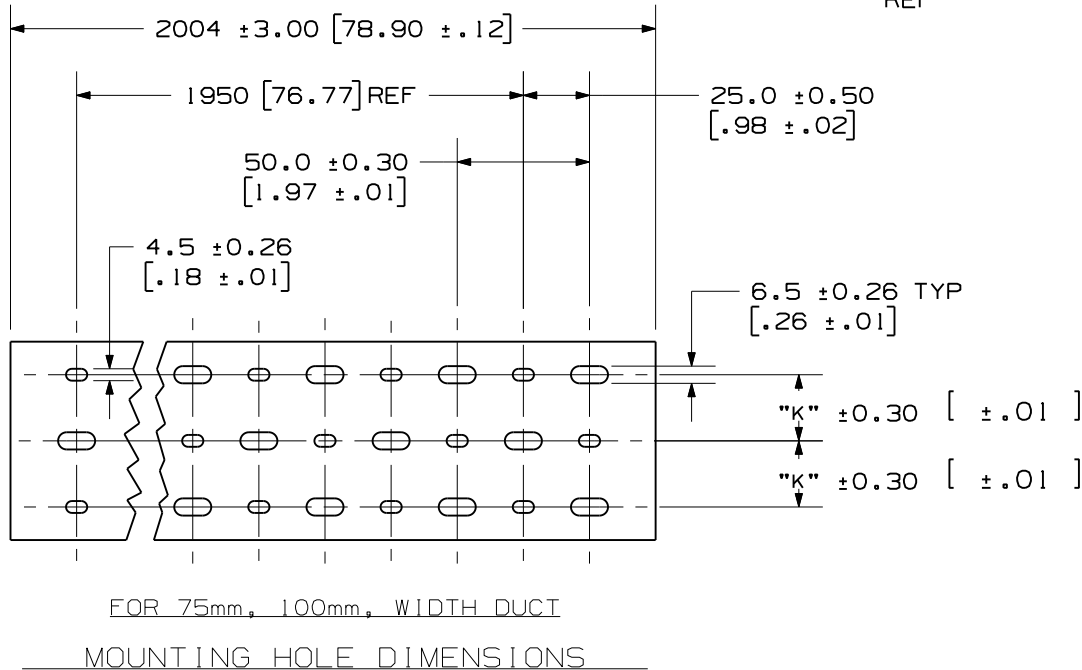 REF
2004 ±3.00 [78.90 ±.12]
1950 [76.77] REF
25.0 ±0.50
[.98 ±.02]
50.0 ±0.30
[1.97 ±.01]
4.5 ±0.26
[.18 ±.01]
6.5 ±0.26 TYP
[.26 ±.01]
"K" ±0.30 [ ±.01 ]
"K" ±0.30 [ ±.01 ]
FOR 75mm, 100mm, WIDTH DUCT
MOUNTING HOLE DIMENSIONS